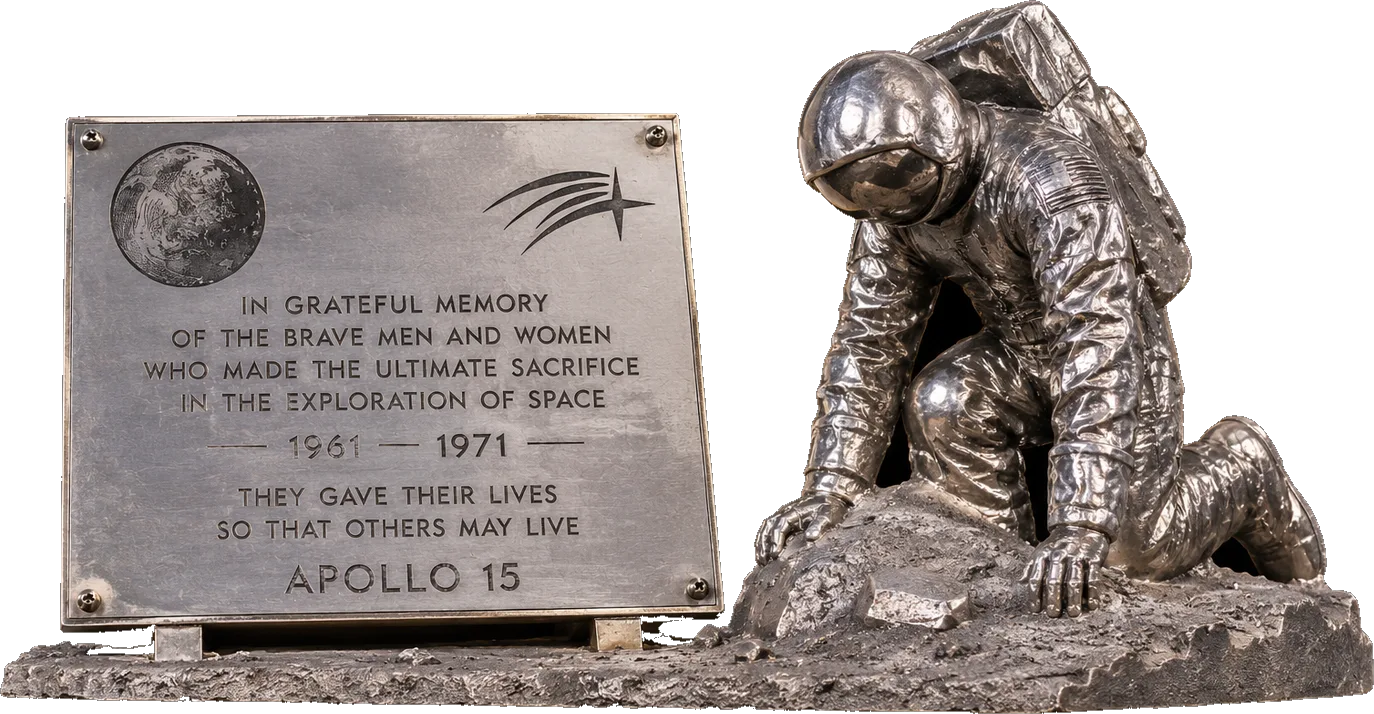 IN GRATEFUL MEMORY
OF THE BRAVE MEN AND WOMEN
WHO MADE THE ULTIMATE SACRIFICE
IN THE EXPLORATION OF SPACE
— 1961 — 1971 —
THEY GAVE THEIR LIVES
SO THAT OTHERS MAY LIVE
APOLLO 15